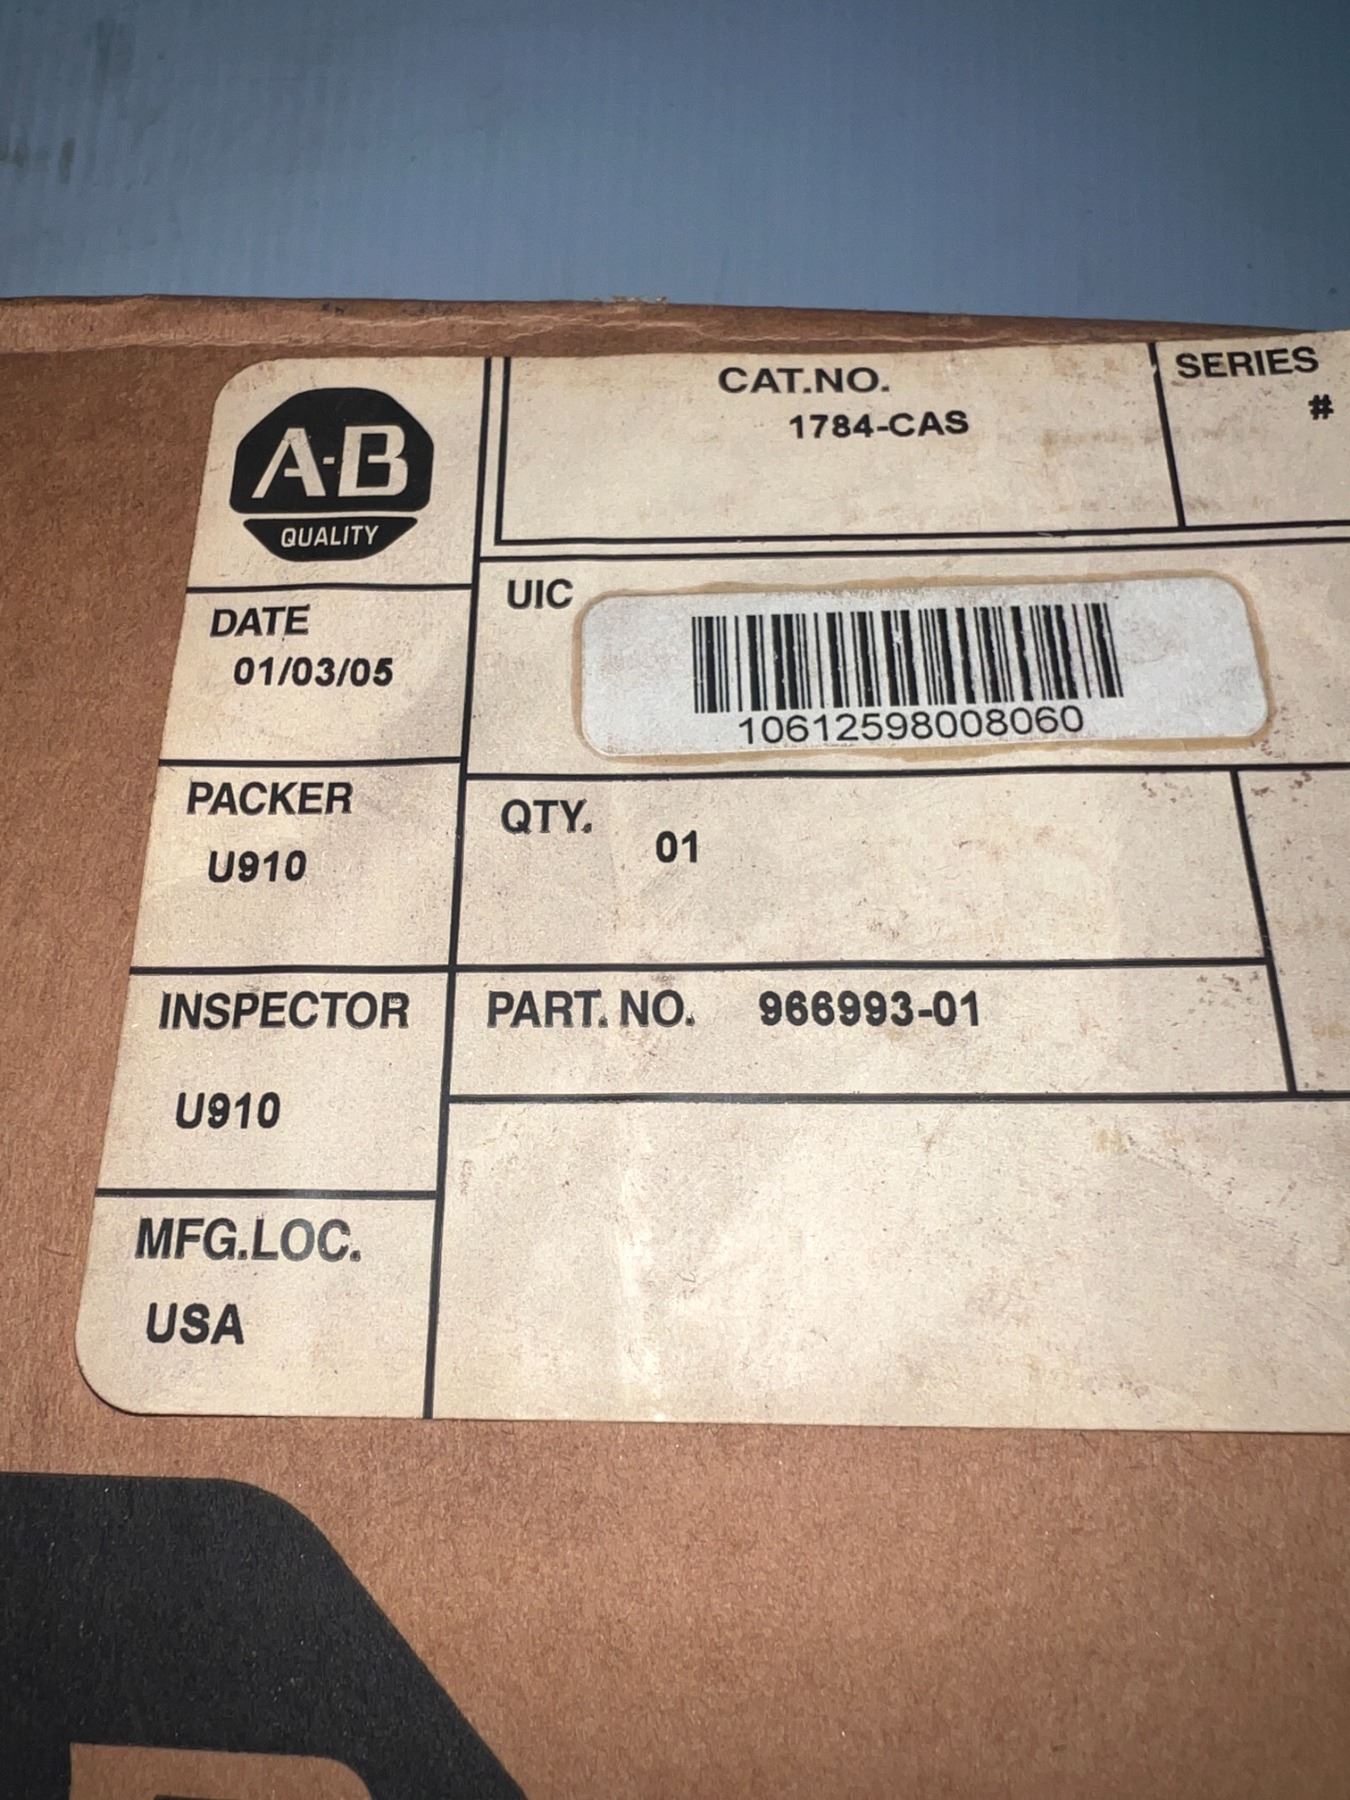 A-B
QUALITY
CAT.NO.
1784-CAS
SERIES
#
DATE
01/03/05
UIC
10612598008060
PACKER
U910
QTY. 01
INSPECTOR
U910
PART. NO. 966993-01
MFG.LOC.
USA